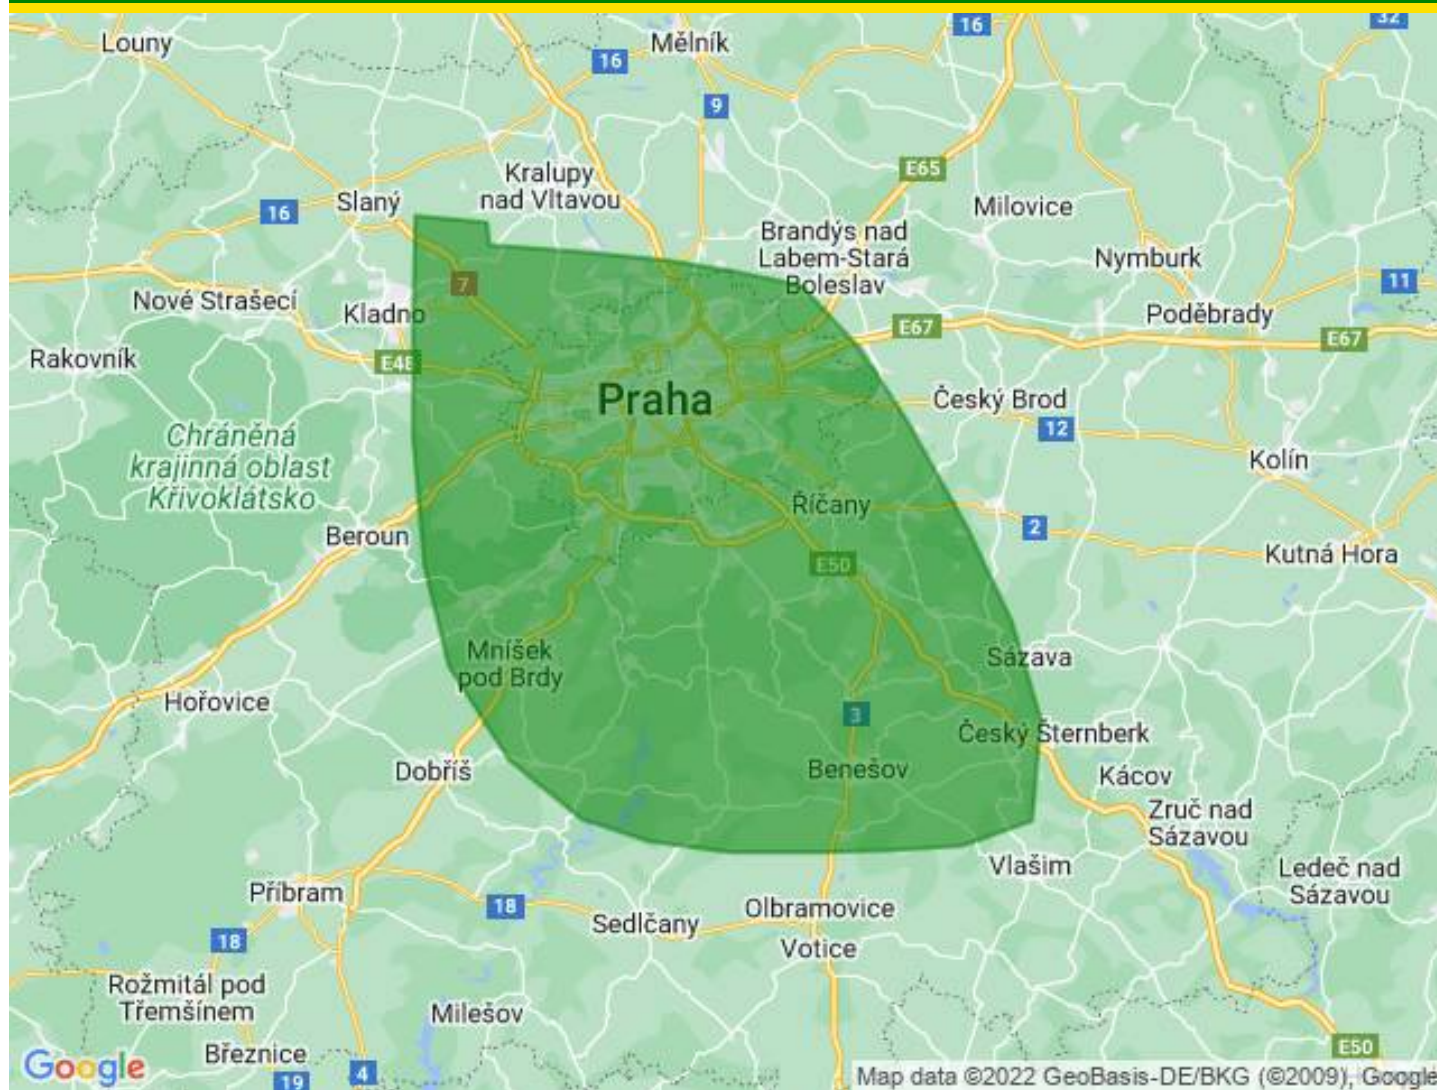 32
16
Louny
Mělník
16
9
Kralupy
nad Vltavou
E65
Slaný
16
Milovice
Brandýs nad
Labem-Stará
Boleslav
Nymburk
7
11
Nové Strašecí
Kladno
Poděbrady
E67
E67
Rakovník
E48
Praha
Český Brod
12
Chráněná
krajinná oblast
Křivoklátsko
Kolín
Říčany
2
Beroun
Kutná Hora
E50
Mníšek
pod Brdy
Sázava
Hořovice
3
Český Šternberk
Dobříš
Benešov
Kácov
Zruč nad
Sázavou
Vlašim
Ledeč nad
Sázavou
Příbram
18
Sedlčany
Olbramovice
Votice
18
Rožmitál pod
Třemšínem
Milešov
Březnice
E50
Google
19
4
Map data ©2022 GeoBasis-DE/BKG (©2009), Google